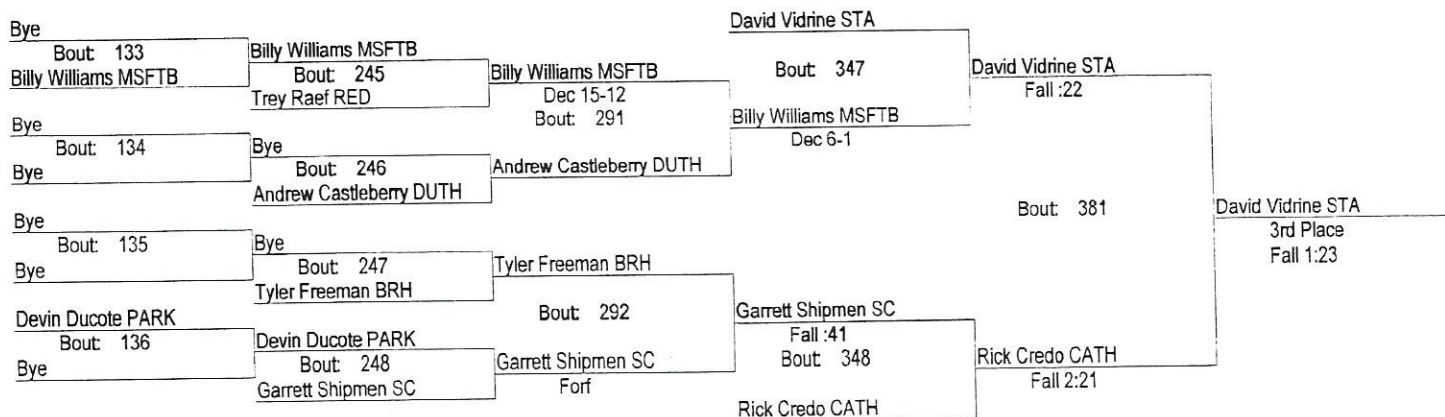 Bye
Bout: 133
Billy Williams MSFTB
Bye
Bout: 134
Bye
Bye
Bout: 135
Bye
Devin Ducote PARK
Bout: 136
Bye
Billy Williams MSFTB
Bout: 245
Trey Raef RED
Bye
Bout: 246
Andrew Castleberry DUTH
Bye
Bout: 247
Tyler Freeman BRH
Devin Ducote PARK
Bout: 248
Garrett Shipmen SC
Billy Williams MSFTB
Dec 15-12
Bout: 291
Andrew Castleberry DUTH
Tyler Freeman BRH
Bout: 292
Garrett Shipmen SC
Forf
David Vidrine STA
Bout: 347
Billy Williams MSFTB
Dec 6-1
Garrett Shipmen SC
Fall :41
Bout: 348
Rick Credo CATH
David Vidrine STA
Fall :22
Bout: 381
Rick Credo CATH
Fall 2:21
David Vidrine STA
3rd Place
Fall 1:23